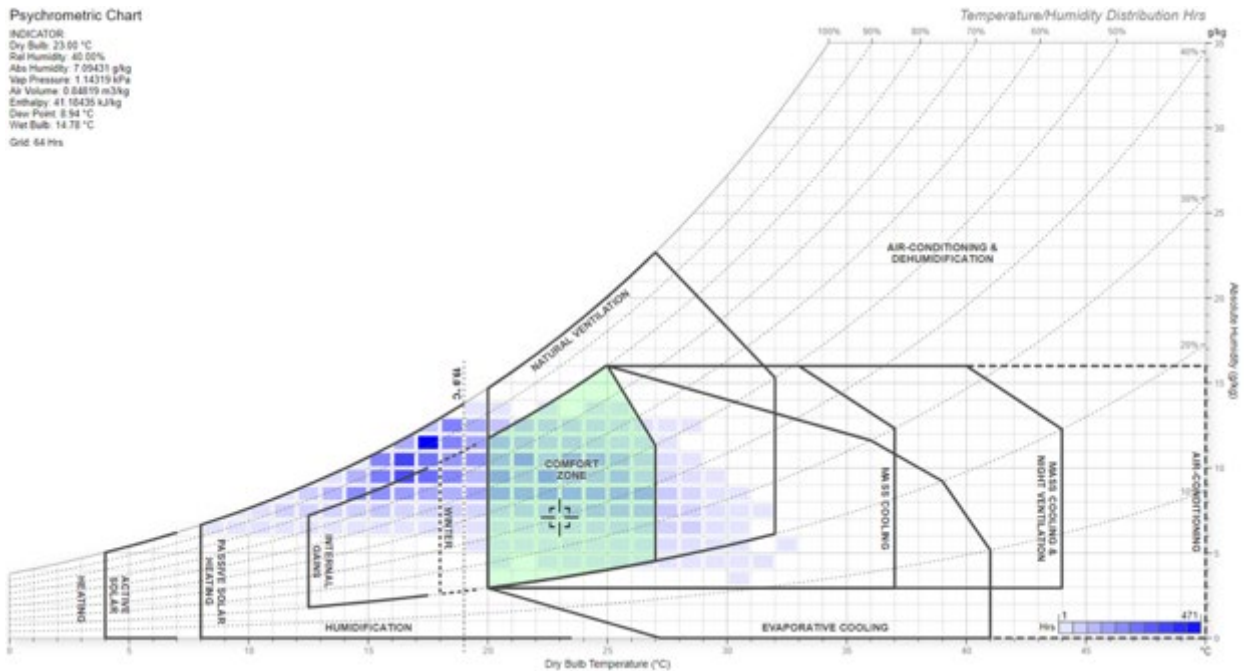 Psychrometric Chart
INDICATOR:
Dry Bulb: 23.00 °C
Rel Humidity: 40.00%
Abs Humidity: 7.09431 g/kg
Vap Pressure: 1.14319 kPa
Air Volume: 0.84819 m3/kg
Enthalpy: 41.18435 kJ/kg
Dew Point: 8.94 °C
Wet Bulb: 14.78 °C
Grid: 64 Hrs
Temperature/Humidity Distribution Hrs
100% 90% 80% 70% 60% 50%
g/kg
35
40%
30
30%
25
AIR-CONDITIONING &
DEHUMIDIFICATION
20
Absolute Humidity (g/kg)
NATURAL VENTILATION
20%
15
19.0 °C
COMFORT
ZONE
10
10%
5
HEATING
ACTIVE
SOLAR
PASSIVE SOLAR
HEATING
INTERNAL
GAINS
WINTER
MASS COOLING
MASS COOLING &
NIGHT VENTILATION
AIR-CONDITIONING
HUMIDIFICATION
EVAPORATIVE COOLING
1 471
Hrs
0
0 5 10 15 20 25 30 35 40 45 °C
Dry Bulb Temperature (°C)